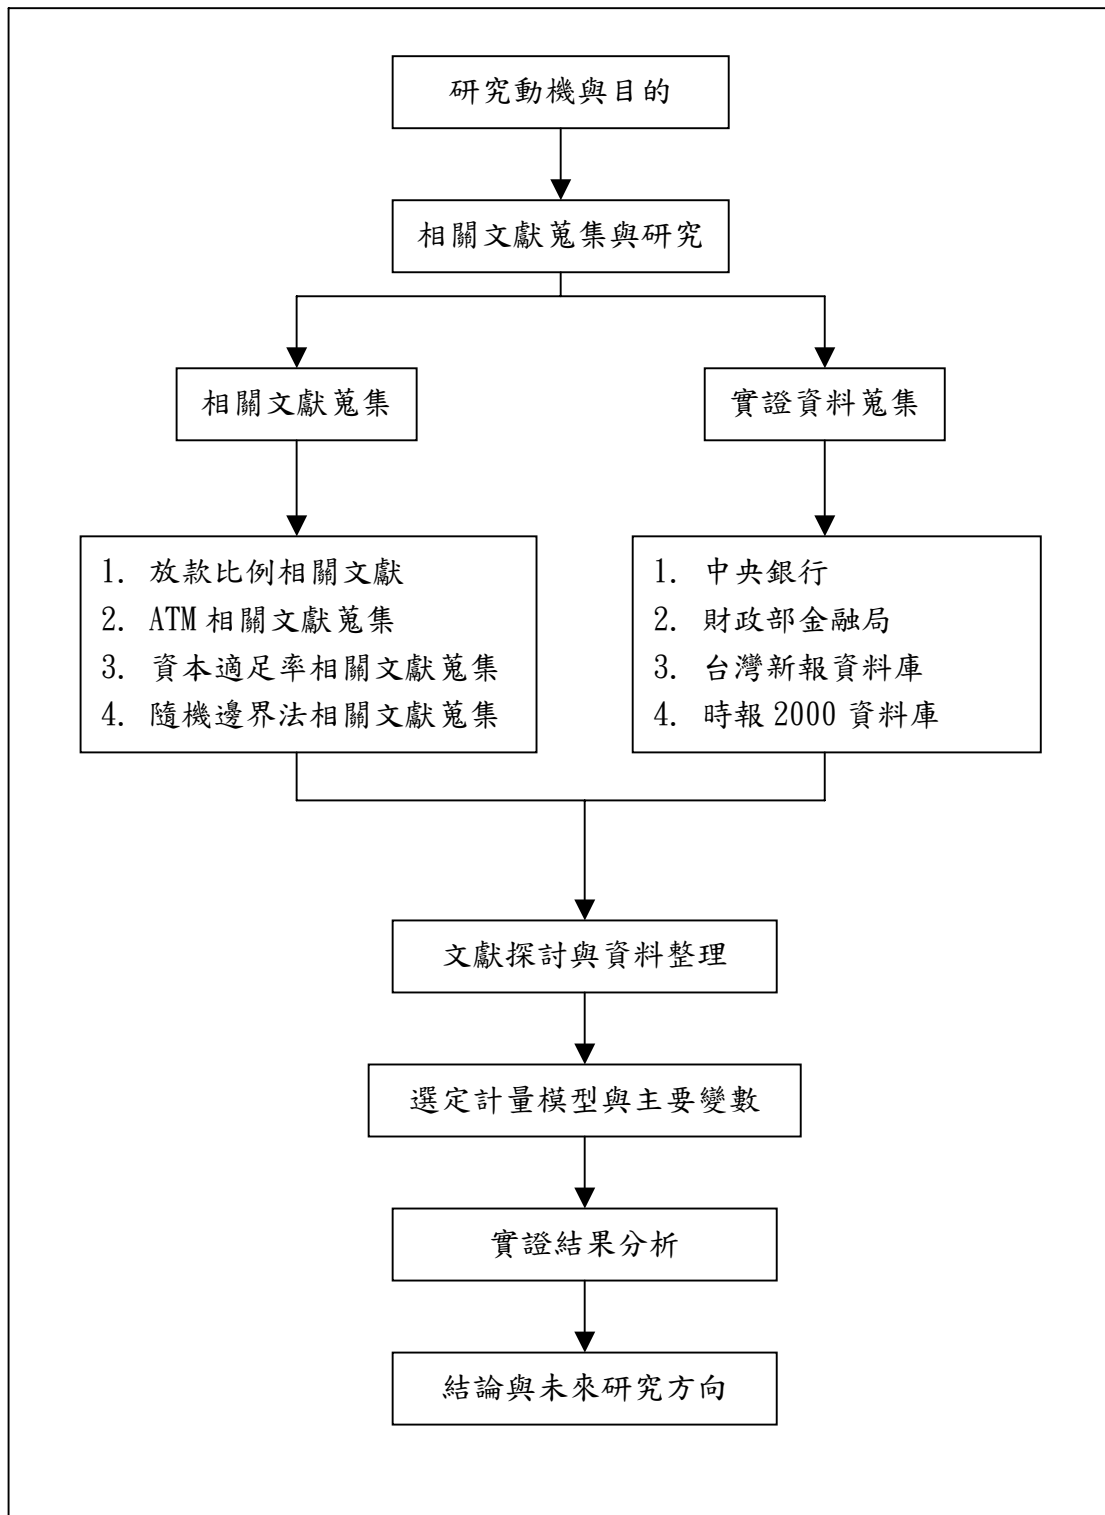 研究動機與目的
相關文獻蒐集與研究
相關文獻蒐集
實證資料蒐集
1. 放款比例相關文獻
2. ATM 相關文獻蒐集
3. 資本適足率相關文獻蒐集
4. 隨機邊界法相關文獻蒐集
1. 中央銀行
2. 財政部金融局
3. 台灣新報資料庫
4. 時報 2000 資料庫
文獻探討與資料整理
選定計量模型與主要變數
實證結果分析
結論與未來研究方向